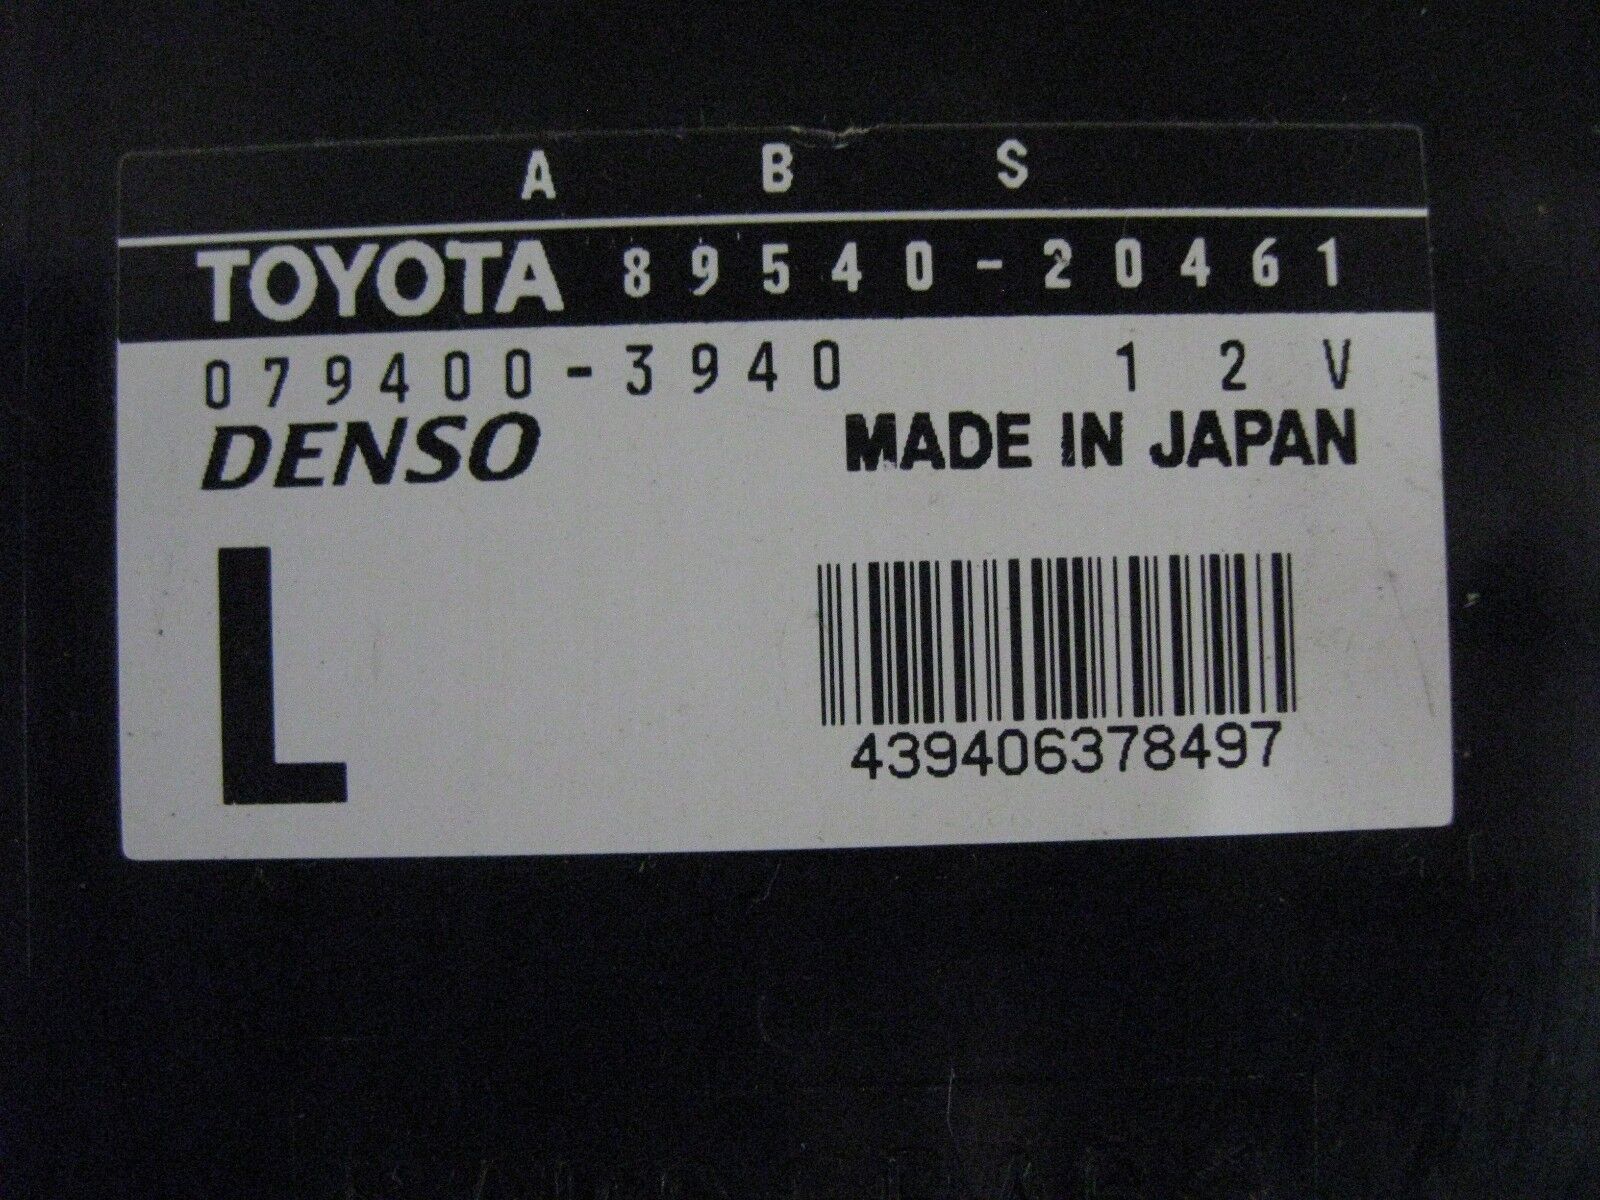 A B S
TOYOTA 89540-20461
079400-3940 12V
DENSO MADE IN JAPAN
L
439406378497